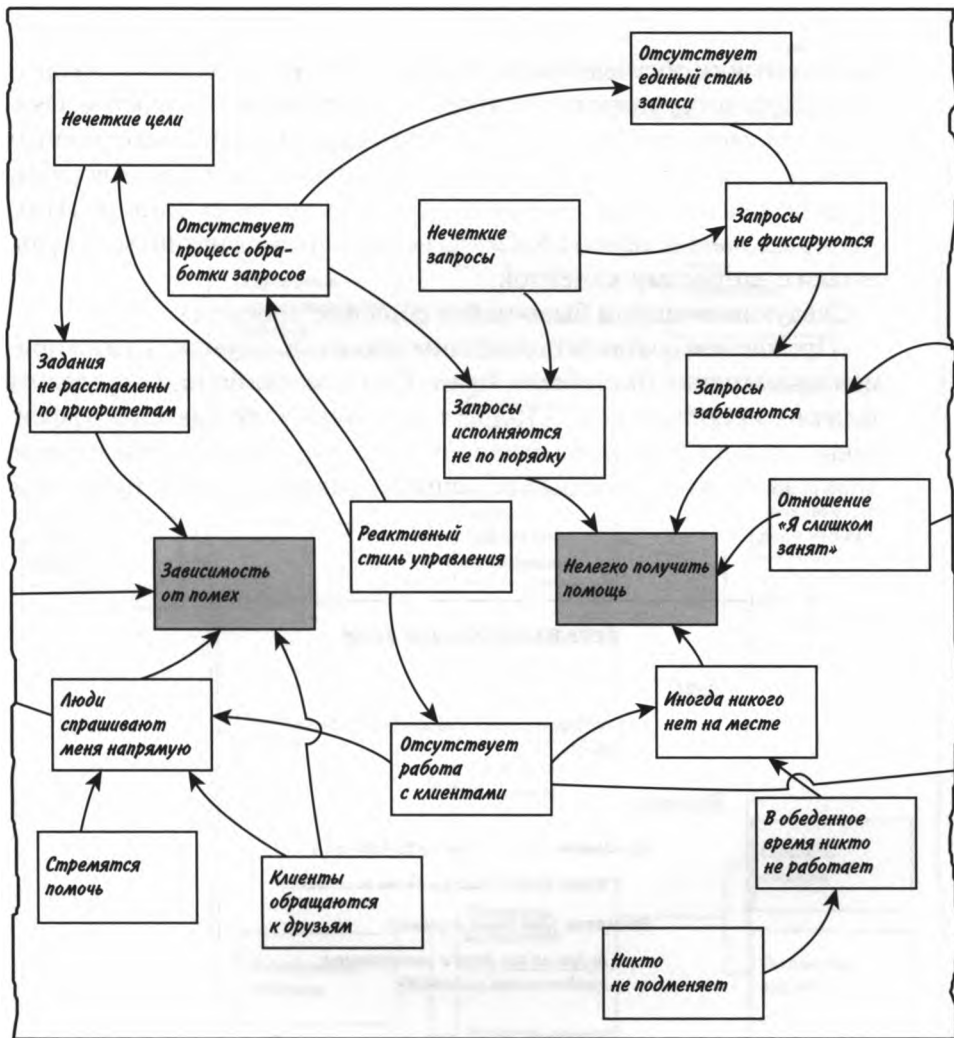 Отсутствует
единый стиль
записи
Нечеткие цели
Отсутствует
процесс обра-
ботки запросов
Нечеткие
запросы
Запросы
не фиксируются
Задания
не расставлены
по приоритетам
Запросы
исполняются
не по порядку
Запросы
забываются
Отношение
«Я слишком
занят»
Реактивный
стиль управления
Зависимость
от помех
Нелегко получить
помощь
Люди
спрашивают
меня напрямую
Иногда никого
нет на месте
Отсутствует
работа
с клиентами
В обеденное
время никто
не работает
Стремятся
помочь
Клиенты
обращаются
к друзьям
Никто
не подменяет